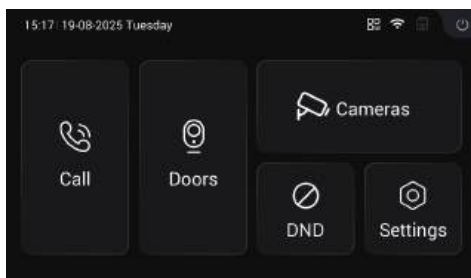 15:17 19-08-2025 Tuesday
Call
Doors
Cameras
DND
Settings